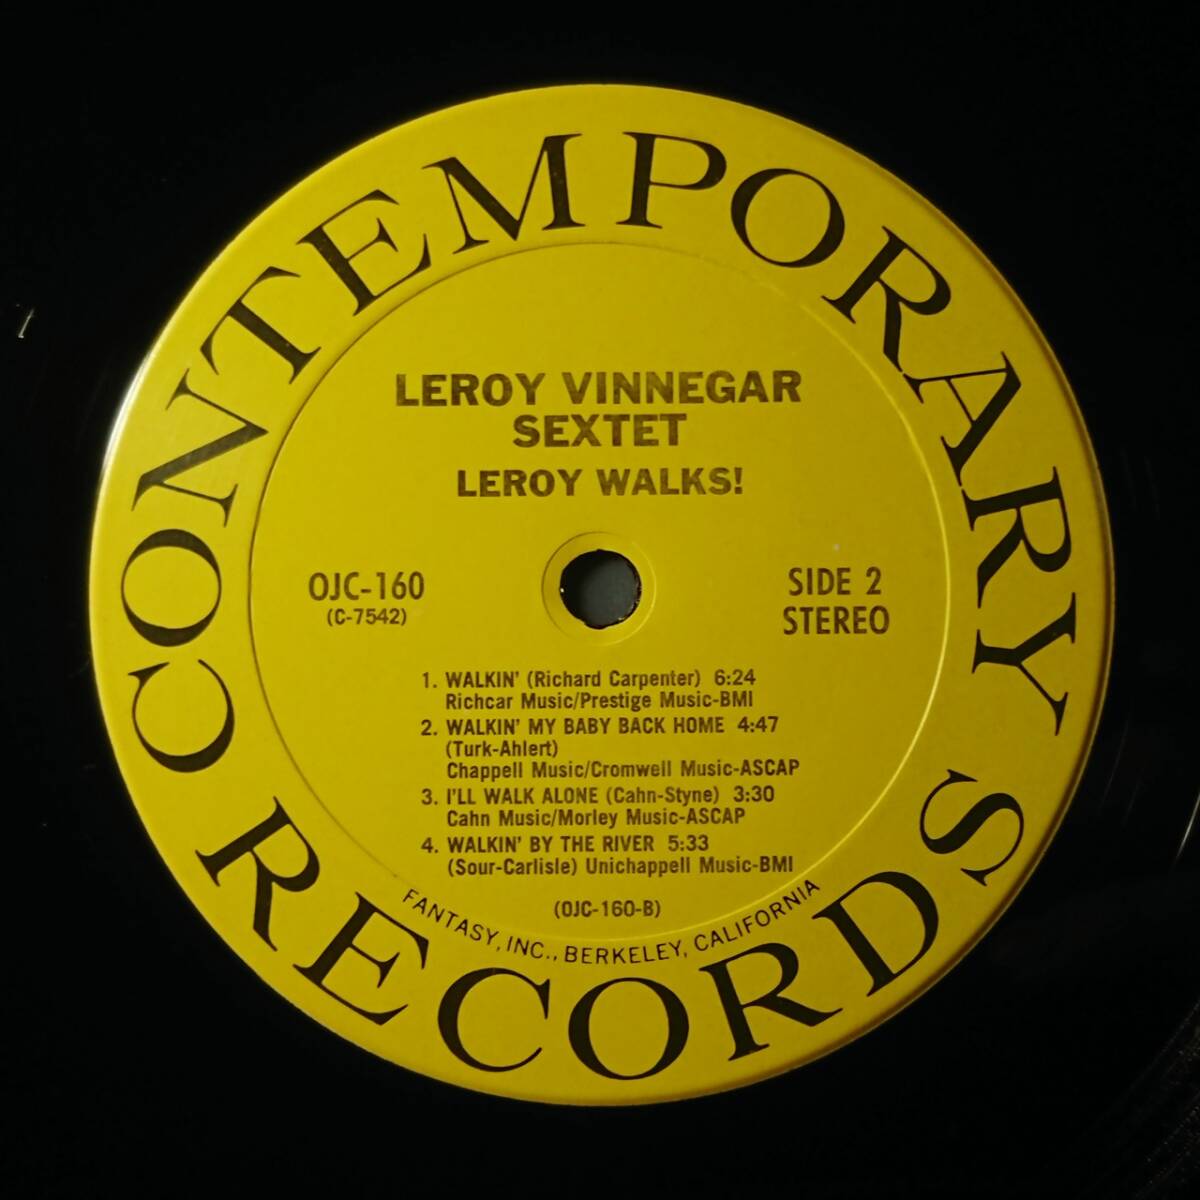 CONTEMPORARY RECORDS
LEROY VINNEGAR
SEXTET
LEROY WALKS!
OJC-160
(C-7542)
SIDE 2
STEREO
1. WALKIN' (Richard Carpenter) 6:24
Richcar Music/Prestige Music-BMI
2. WALKIN' MY BABY BACK HOME 4:47
(Turk-Ahlert)
Chappell Music/Cromwell Music-ASCAP
3. I'LL WALK ALONE (Cahn-Styne) 3:30
Cahn Music/Morley Music-ASCAP
4. WALKIN' BY THE RIVER 5:33
(Sour-Carlisle) Unichappell Music-BMI
(OJC-160-B)
FANTASY, INC., BERKELEY, CALIFORNIA